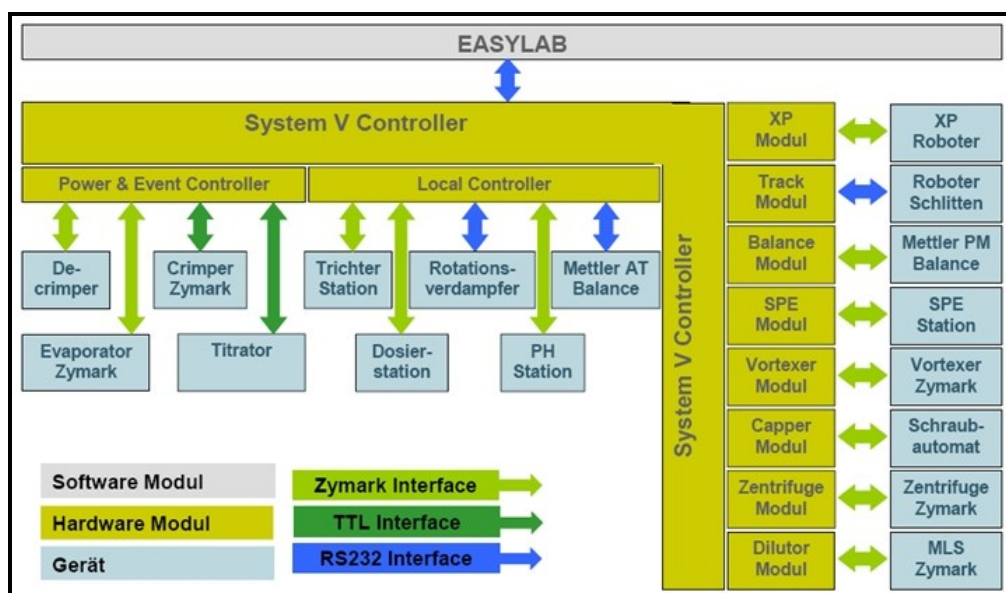 EASYLAB
System V Controller
Power & Event Controller
Local Controller
De-
crimper
Crimper
Zymark
Trichter
Station
Rotations-
verdampfer
Mettler AT
Balance
Evaporator
Zymark
Titrator
Dosier-
station
PH
Station
System V Controller
XP
Modul
XP
Roboter
Track
Modul
Roboter
Schlitten
Balance
Modul
Mettler PM
Balance
SPE
Modul
SPE
Station
Vortexer
Modul
Vortexer
Zymark
Capper
Modul
Schraub-
automat
Zentrifuge
Modul
Zentrifuge
Zymark
Dilutor
Modul
MLS
Zymark
Software Modul
Hardware Modul
Gerät
Zymark Interface
TTL Interface
RS232 Interface